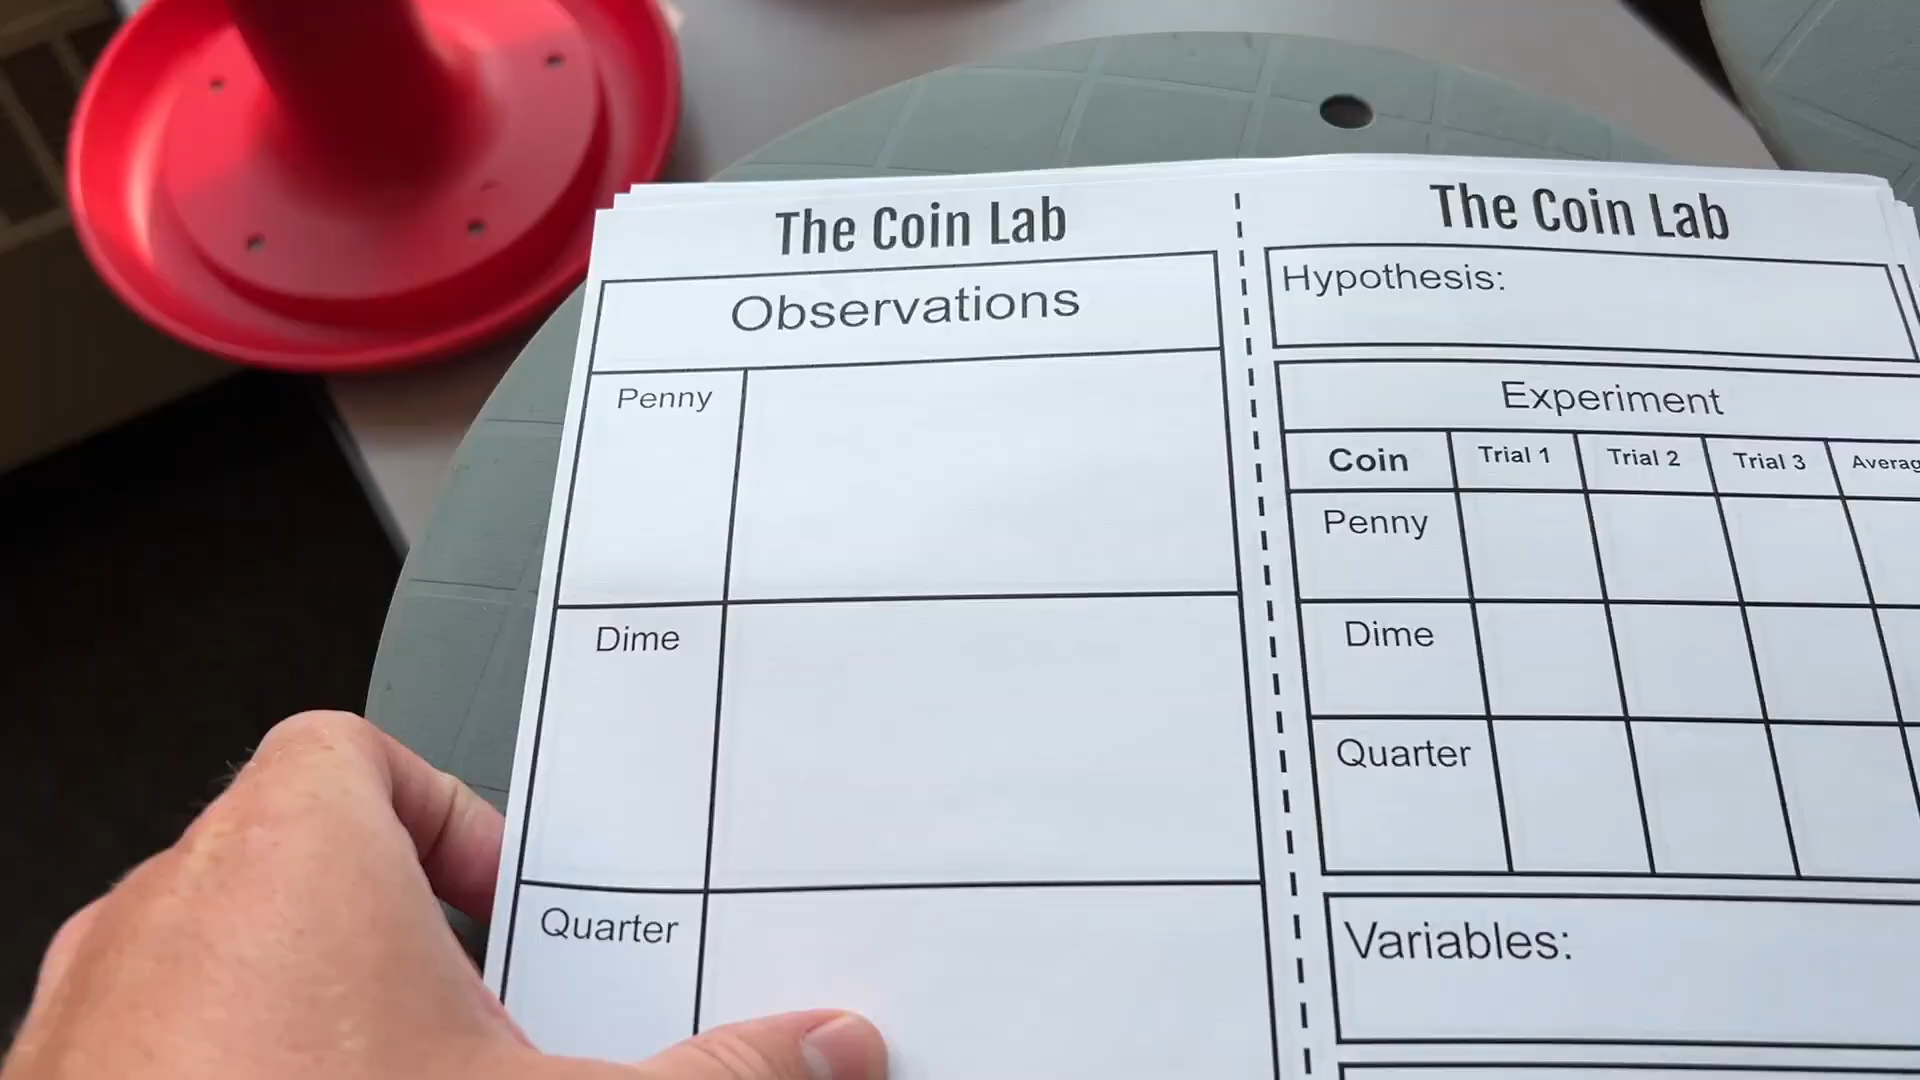 The Coin Lab
Observations
Penny
Dime
Quarter
The Coin Lab
Hypothesis:
Experiment
Coin Trial 1 Trial 2 Trial 3 Averag
Penny
Dime
Quarter
Variables: